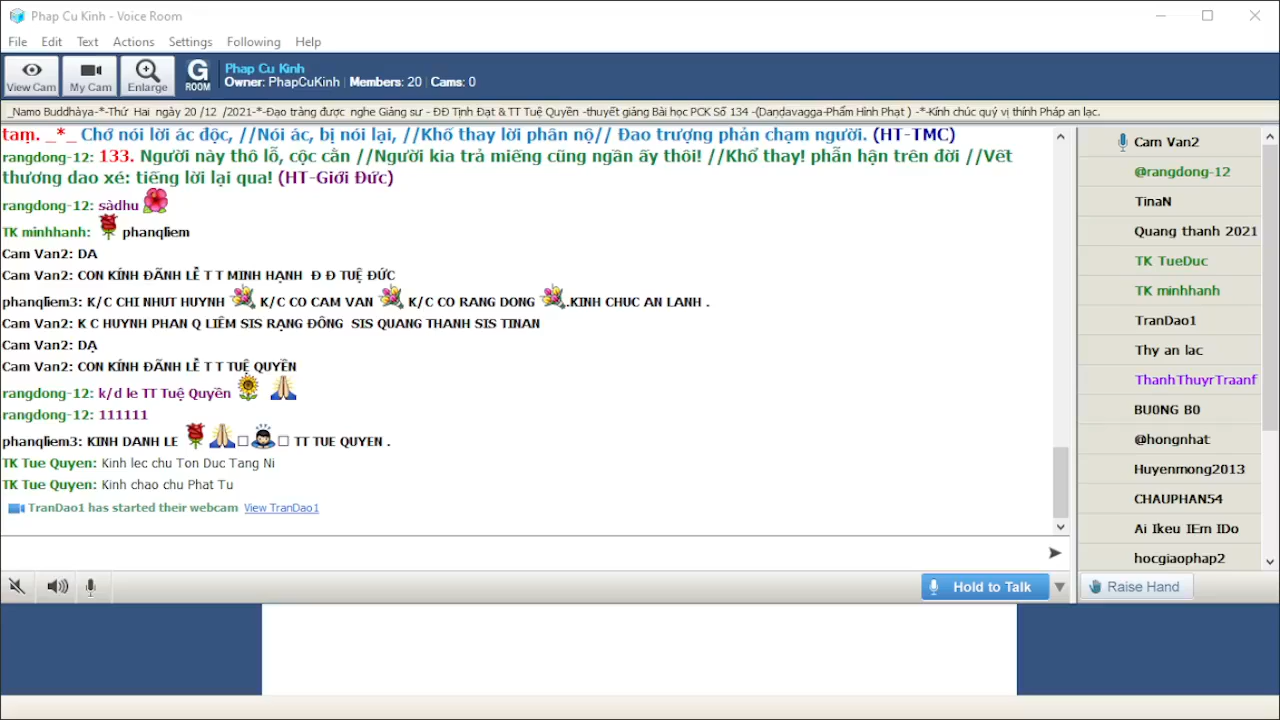 Phap Cu Kinh - Voice Room
File Edit Text Actions Settings Following Help
View Cam My Cam Enlarge G ROOM
Phap Cu Kinh
Owner: PhapCuKinh Members: 20 Cams: 0
_Namo Buddhàya-*-Thứ Hai ngày 20 /12 /2021-*-Đạo tràng được nghe Giảng sư - ĐĐ Tịnh Đạt & TT Tuệ Quyền -thuyết giảng Bài học PCK Số 134 -(Daṇḍavagga-Phẩm Hình Phạt ) -*-Kính chúc quý vị thính Pháp an lạc.
tạm. _*_ Chớ nói lời ác độc, //Nói ác, bị nói lại, //Khổ thay lời phẫn nộ// Đao trượng phản chạm người. (HT-TMC)
rangdong-12: 133. Người này thô lỗ, cộc cằn //Người kia trả miếng cũng ngần ấy thôi! //Khổ thay! phẫn hận trên đời //Vết
thương dao xé: tiếng lời lại qua! (HT-Giới Đức)
rangdong-12: sàdhu
TK minhhanh: phanqliem
Cam Van2: DA
Cam Van2: CON KÍNH ĐÃNH LỄ T T MINH HẠNH Đ Đ TUỆ ĐỨC
phanqliem3: K/C CHI NHUT HUYNH K/C CO CAM VAN K/C CO RANG DONG .KINH CHUC AN LANH .
Cam Van2: K C HUYNH PHAN Q LIÊM SIS RẠNG ĐÔNG SIS QUANG THANH SIS TINAN
Cam Van2: DẠ
Cam Van2: CON KÍNH ĐÃNH LỄ T T TUỆ QUYỀN
rangdong-12: k/d le TT Tuệ Quyền
rangdong-12: 111111
phanqliem3: KINH DANH LE TT TUE QUYEN .
TK Tue Quyen: Kinh lec chu Ton Duc Tang Ni
TK Tue Quyen: Kinh chao chu Phat Tu
TranDao1 has started their webcam View TranDao1
Cam Van2
@rangdong-12
TinaN
Quang thanh 2021
TK TueDuc
TK minhhanh
TranDao1
Thy an lac
ThanhThuyrTraanf
BU0NG B0
@hongnhat
Huyenmong2013
CHAUPHAN54
Ai Ikeu IEm IDo
hocgiaophap2
Hold to Talk
Raise Hand